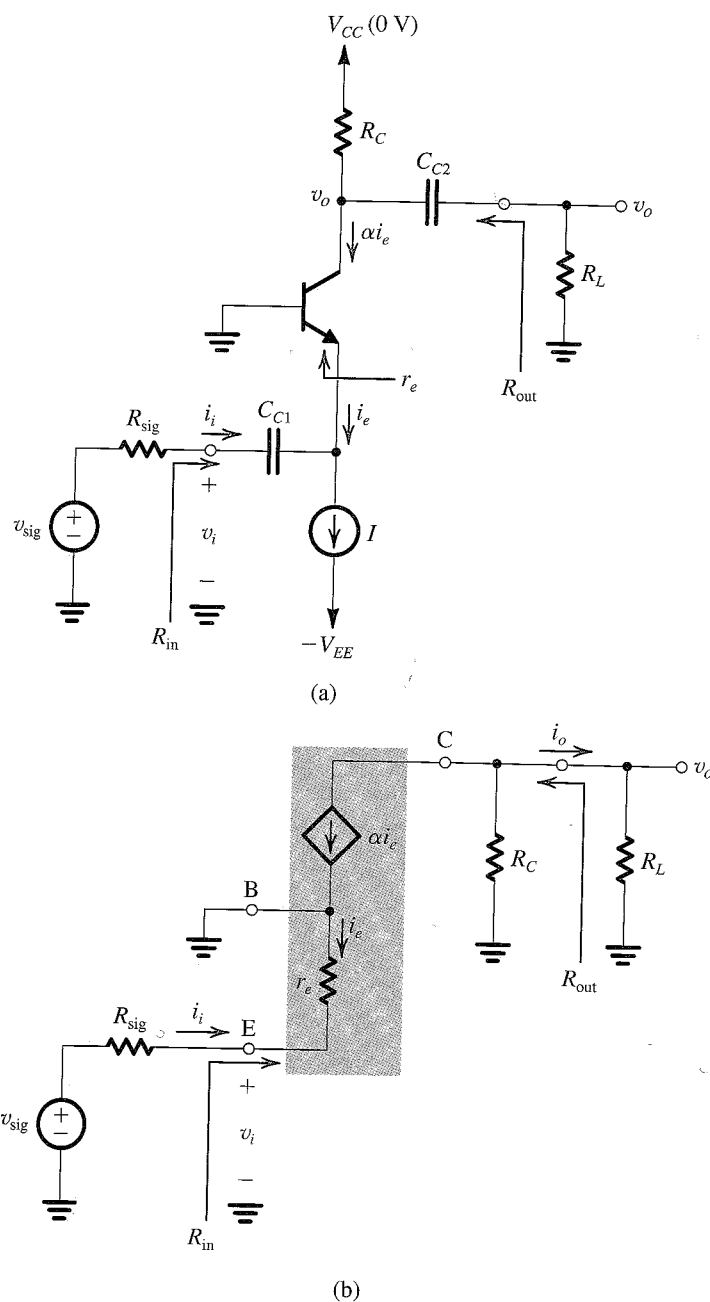 V_CC (0 V)
R_C
C_C2
v_o
v_o
αi_e
R_L
r_e
R_out
R_sig
i_i
C_C1
i_e
+
v_sig
+
−
v_i
I
−
R_in
−V_EE
(a)
C
i_o
v_o
αi_e
R_C
R_L
B
i_e
r_e
R_out
R_sig
i_i
E
+
v_sig
+
−
v_i
−
R_in
(b)